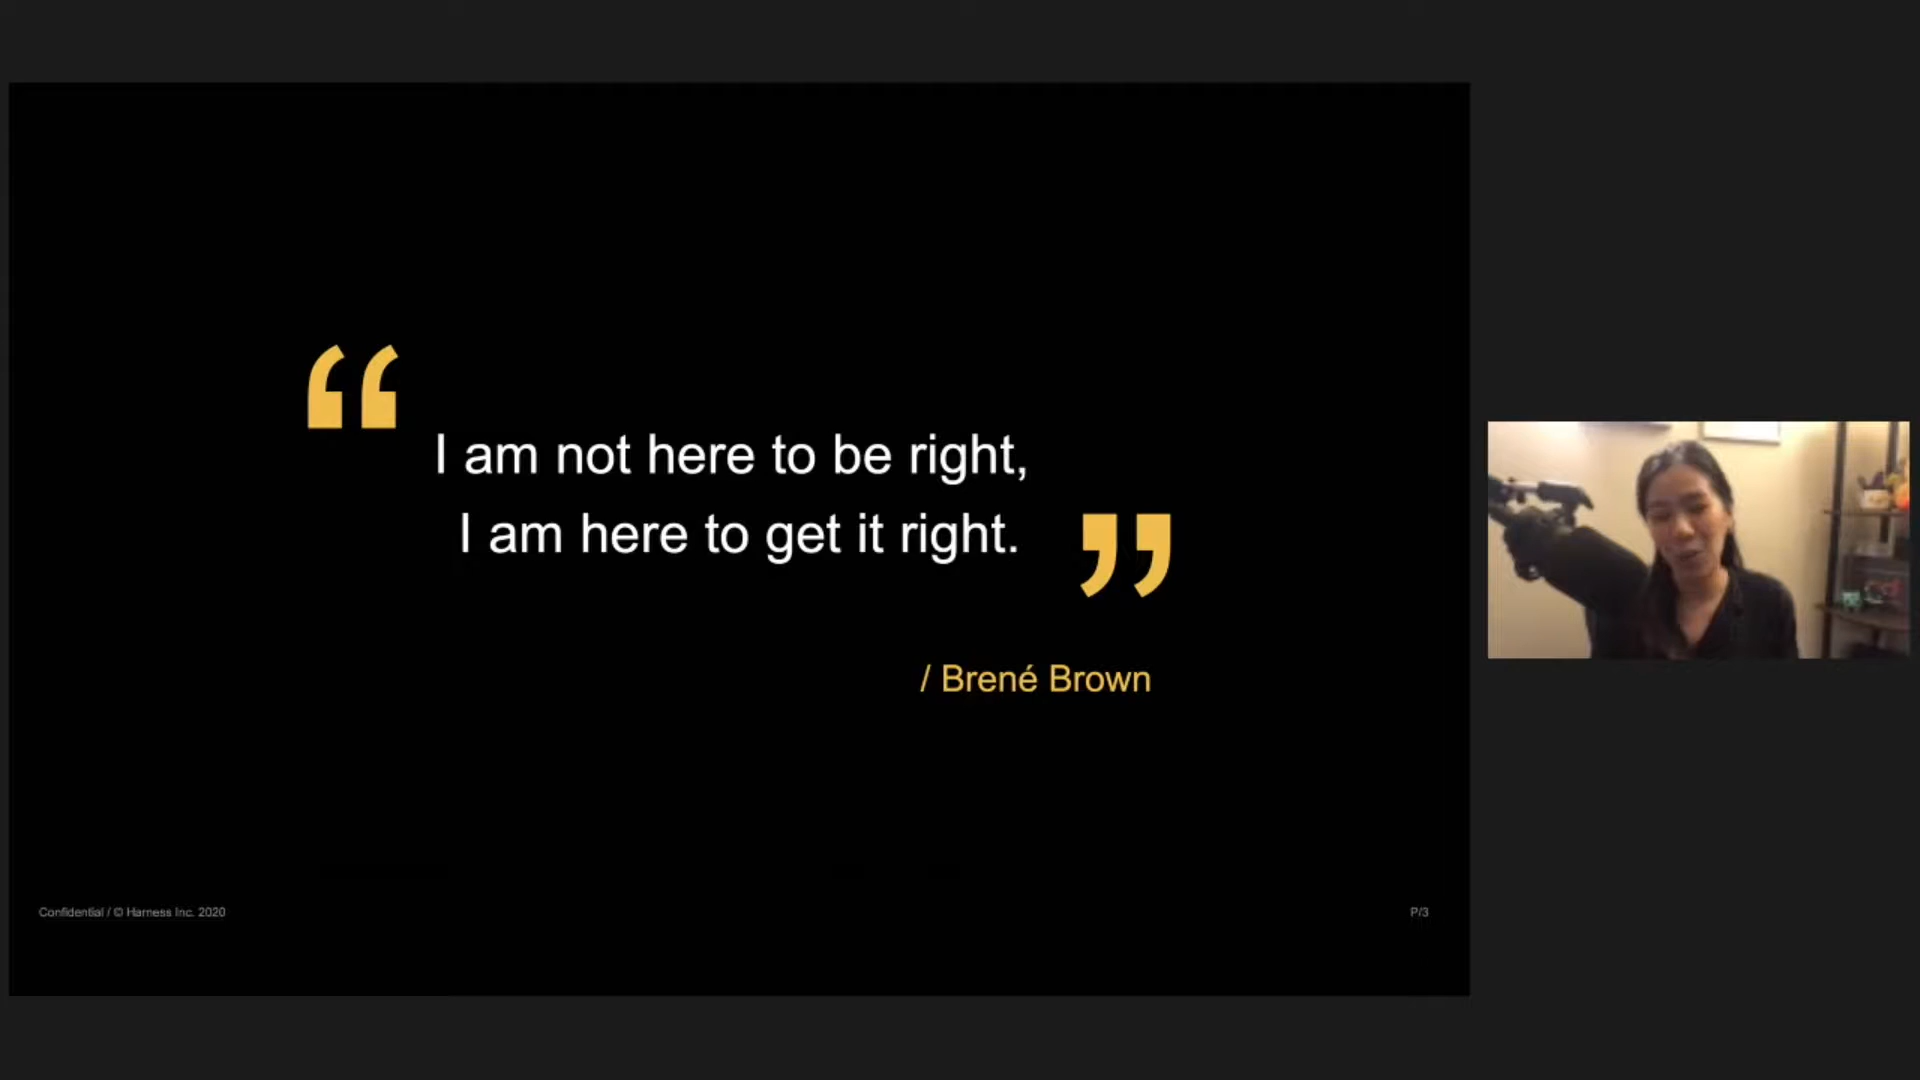 “
I am not here to be right,
I am here to get it right.
”
/ Brené Brown
Confidential / © Harness Inc. 2020
P/3